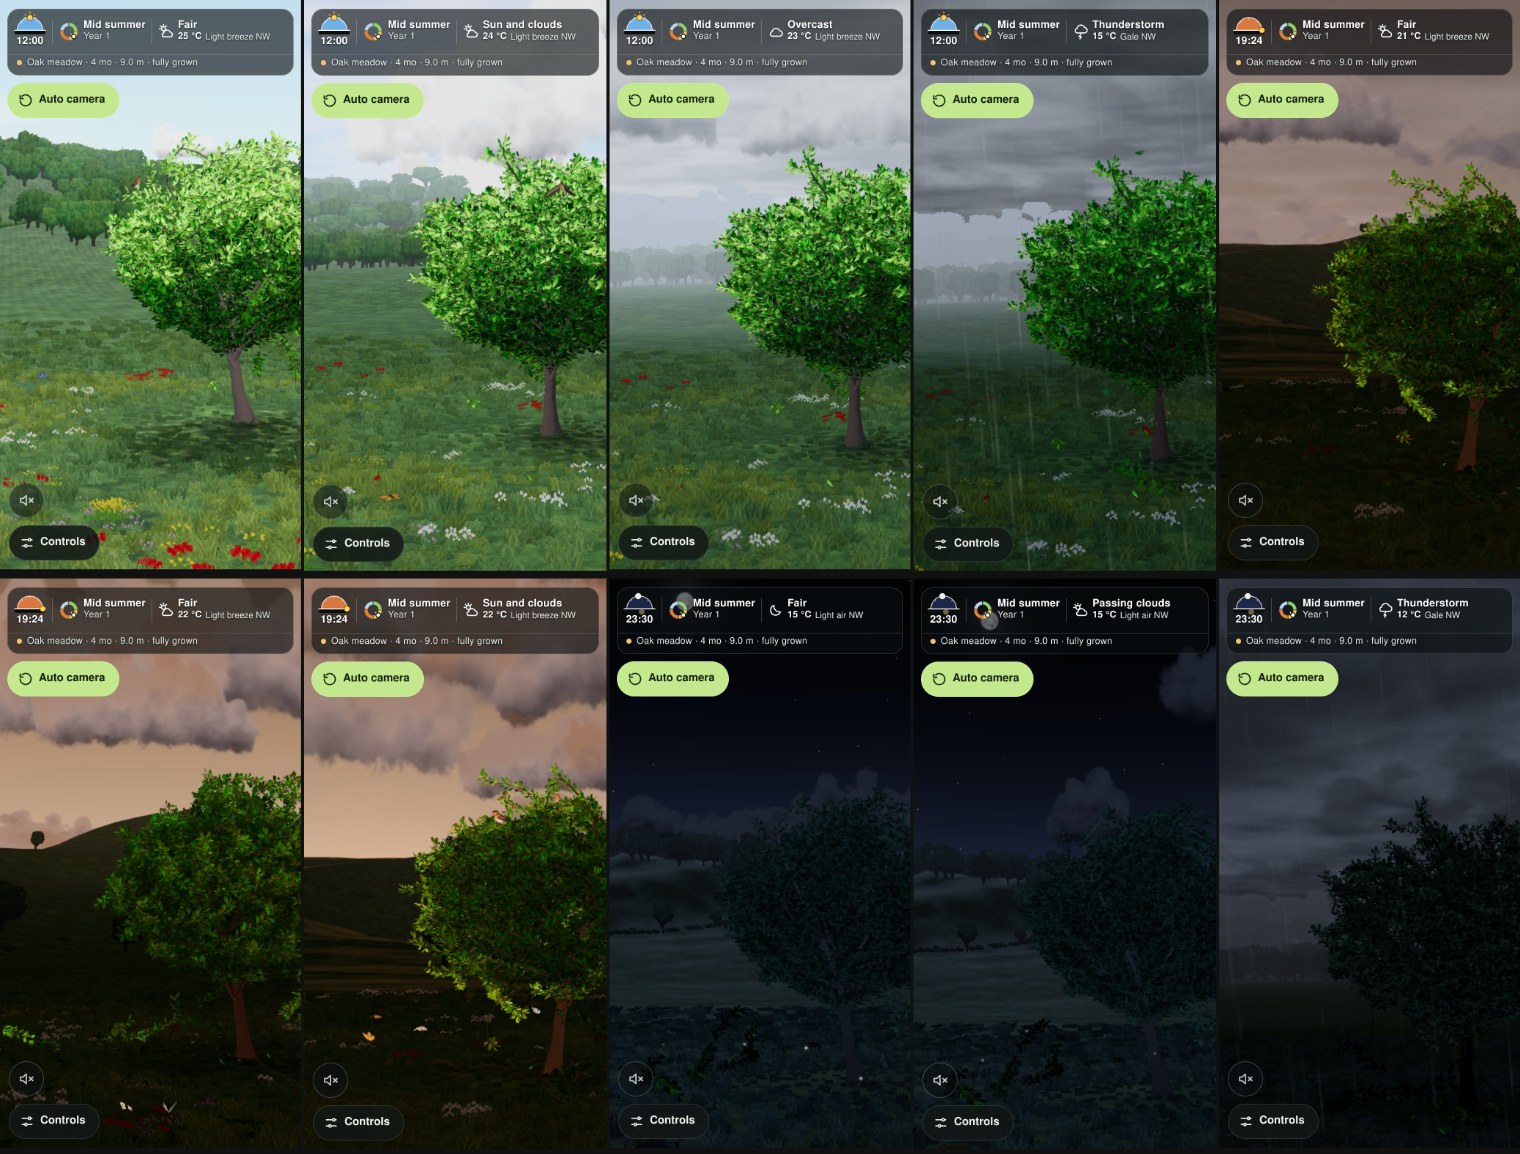 12:00
Mid summer
Year 1
Fair
25 °C Light breeze NW
Oak meadow · 4 mo · 9.0 m · fully grown
Auto camera
Controls
12:00
Mid summer
Year 1
Sun and clouds
24 °C Light breeze NW
Oak meadow · 4 mo · 9.0 m · fully grown
Auto camera
Controls
12:00
Mid summer
Year 1
Overcast
23 °C Light breeze NW
Oak meadow · 4 mo · 9.0 m · fully grown
Auto camera
Controls
12:00
Mid summer
Year 1
Thunderstorm
15 °C Gale NW
Oak meadow · 4 mo · 9.0 m · fully grown
Auto camera
Controls
19:24
Mid summer
Year 1
Fair
21 °C Light breeze NW
Oak meadow · 4 mo · 9.0 m · fully grown
Auto camera
Controls
19:24
Mid summer
Year 1
Fair
22 °C Light breeze NW
Oak meadow · 4 mo · 9.0 m · fully grown
Auto camera
Controls
19:24
Mid summer
Year 1
Sun and clouds
22 °C Light breeze NW
Oak meadow · 4 mo · 9.0 m · fully grown
Auto camera
Controls
23:30
Mid summer
Year 1
Fair
15 °C Light air NW
Oak meadow · 4 mo · 9.0 m · fully grown
Auto camera
Controls
23:30
Mid summer
Year 1
Passing clouds
15 °C Light air NW
Oak meadow · 4 mo · 9.0 m · fully grown
Auto camera
Controls
23:30
Mid summer
Year 1
Thunderstorm
12 °C Gale NW
Oak meadow · 4 mo · 9.0 m · fully grown
Auto camera
Controls